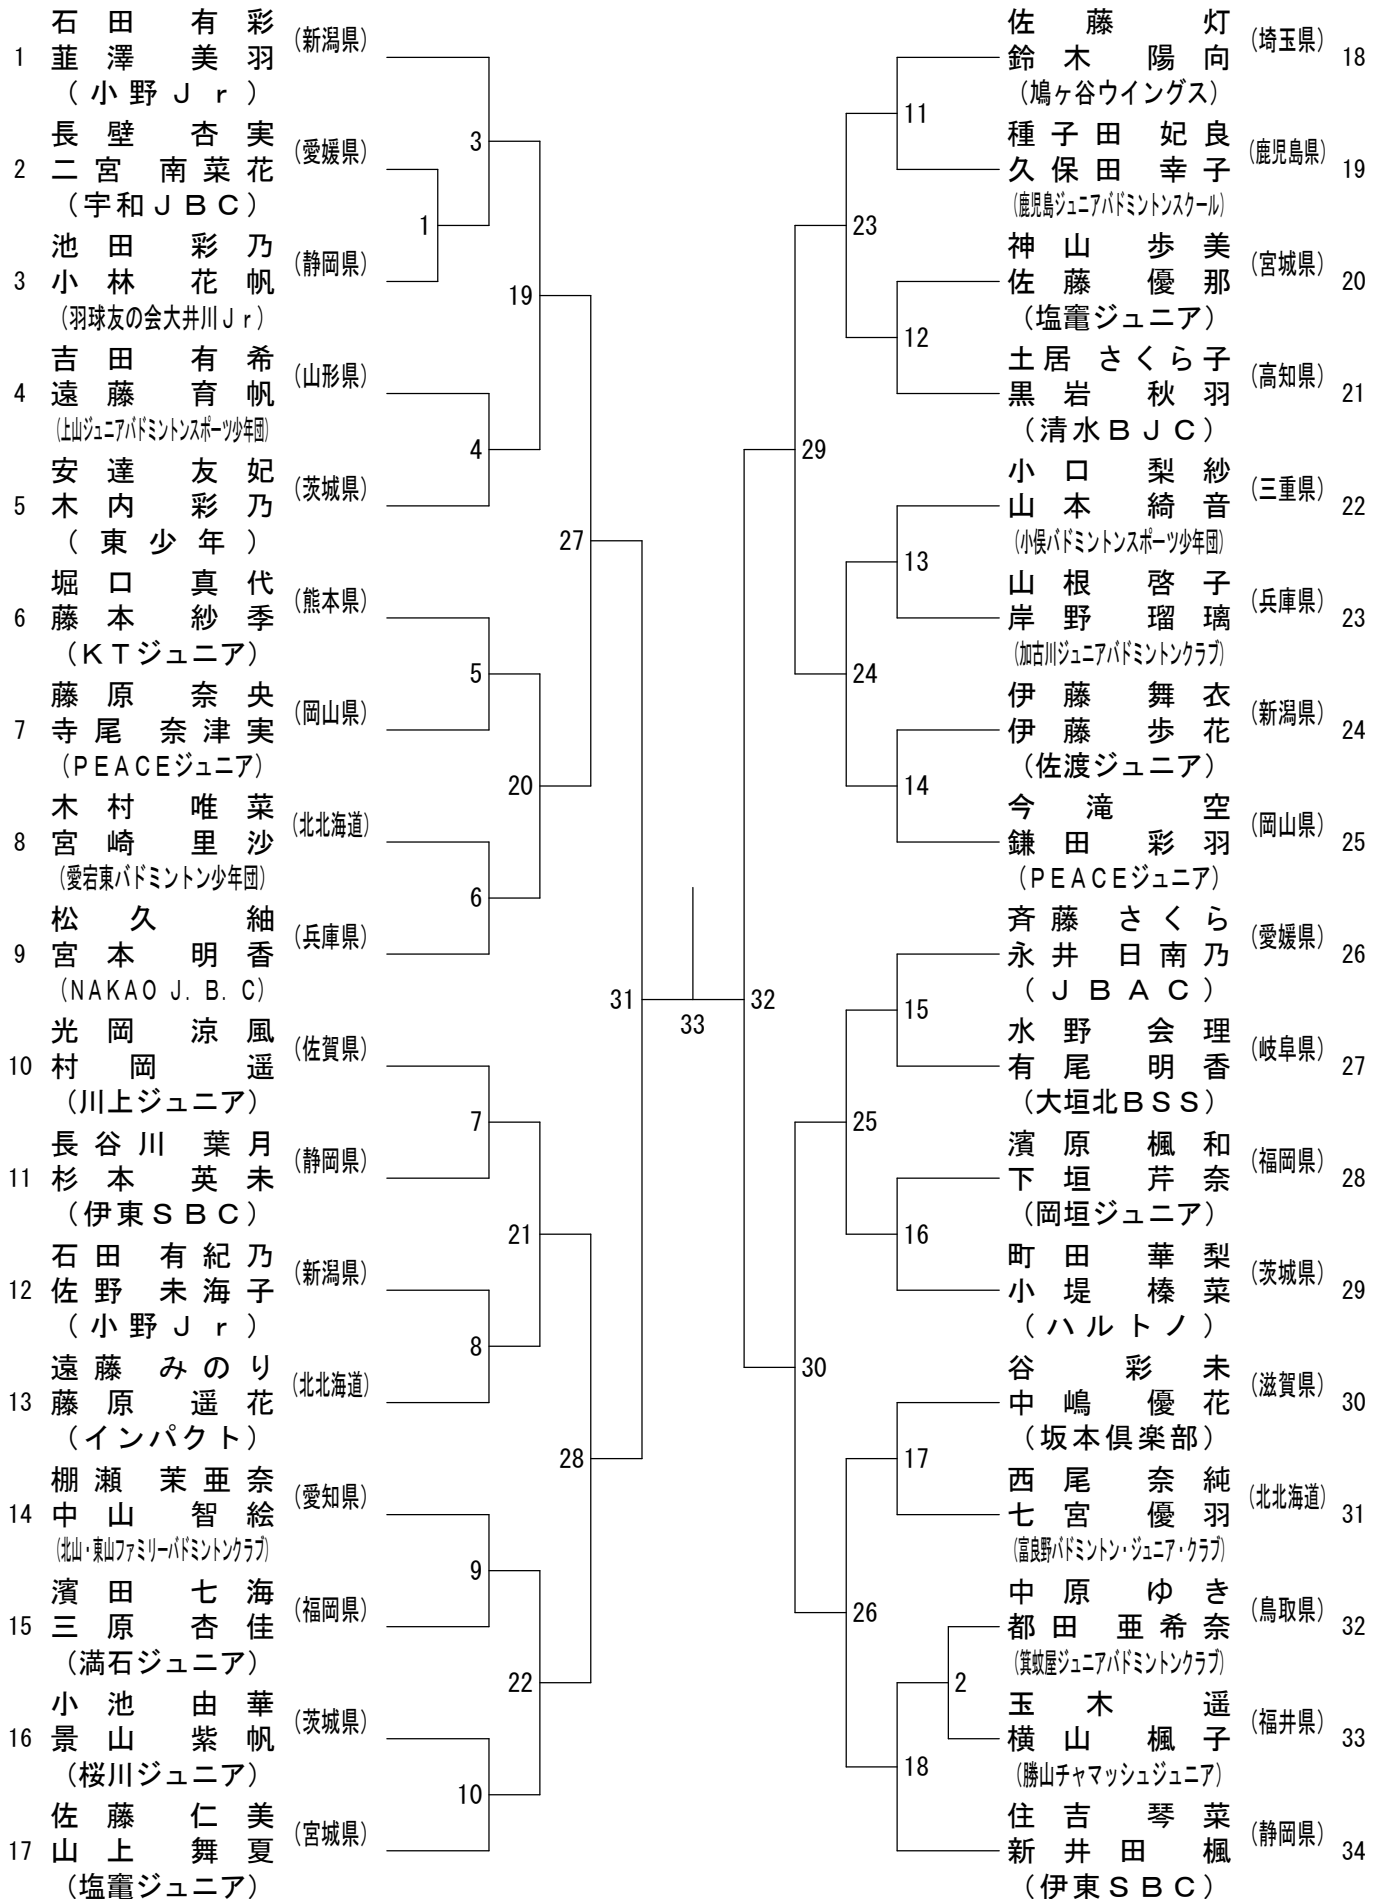 石田 有彩
(新潟県)
1 韮澤 美羽
(小野Ｊｒ)
長壁 杏実
(愛媛県)
2 二宮 南菜花
(宇和ＪＢＣ)
池田 彩乃
(静岡県)
3 小林 花帆
(羽球友の会大井川Ｊｒ)
吉田 有希
(山形県)
4 遠藤 育帆
(上山ジュニアバドミントンスポーツ少年団)
安達 友妃
(茨城県)
5 木内 彩乃
(東少年)
堀口 真代
(熊本県)
6 藤本 紗季
(ＫＴジュニア)
藤原 奈央
(岡山県)
7 寺尾 奈津実
(ＰＥＡＣＥジュニア)
木村 唯菜
(北北海道)
8 宮崎 里沙
(愛宕東バドミントン少年団)
松久 紬
(兵庫県)
9 宮本 明香
(NAKAO J.B.C)
光岡 涼風
(佐賀県)
10 村岡 遥
(川上ジュニア)
長谷川 葉月
(静岡県)
11 杉本 英未
(伊東ＳＢＣ)
石田 有紀乃
(新潟県)
12 佐野 未海子
(小野Ｊｒ)
遠藤 みのり
(北北海道)
13 藤原 遥花
(インパクト)
棚瀬 茉亜奈
(愛知県)
14 中山 智絵
(北山・東山ファミリーバドミントンクラブ)
濱田 七海
(福岡県)
15 三原 杏佳
(満石ジュニア)
小池 由華
(茨城県)
16 景山 紫帆
(桜川ジュニア)
佐藤 仁美
(宮城県)
17 山上 舞夏
(塩竈ジュニア)
3
1
19
4
27
5
20
6
31
7
21
8
28
9
22
10
33
32
11
23
12
29
13
24
14
15
25
16
30
17
26
2
18
佐藤 灯
(埼玉県)
鈴木 陽向 18
(鳩ヶ谷ウイングス)
種子田 妃良
(鹿児島県)
久保田 幸子 19
(鹿児島ジュニアバドミントンスクール)
神山 歩美
(宮城県)
佐藤 優那 20
(塩竈ジュニア)
土居 さくら子
(高知県)
黒岩 秋羽 21
(清水ＢＪＣ)
小口 梨紗
(三重県)
山本 綺音 22
(小俣バドミントンスポーツ少年団)
山根 啓子
(兵庫県)
岸野 瑠璃 23
(加古川ジュニアバドミントンクラブ)
伊藤 舞衣
(新潟県)
伊藤 歩花 24
(佐渡ジュニア)
今滝 空
(岡山県)
鎌田 彩羽 25
(ＰＥＡＣＥジュニア)
斉藤 さくら
(愛媛県)
永井 日南乃 26
(ＪＢＡＣ)
水野 会理
(岐阜県)
有尾 明香 27
(大垣北ＢＳＳ)
濱原 楓和
(福岡県)
下垣 芹奈 28
(岡垣ジュニア)
町田 華梨
(茨城県)
小堤 榛菜 29
(ハルトノ)
谷 彩未
(滋賀県)
中嶋 優花 30
(坂本倶楽部)
西尾 奈純
(北北海道)
七宮 優羽 31
(富良野バドミントン・ジュニア・クラブ)
中原 ゆき
(鳥取県)
都田 亜希奈 32
(箕蚊屋ジュニアバドミントンクラブ)
玉木 遥
(福井県)
横山 楓子 33
(勝山チャマッシュジュニア)
住吉 琴菜
(静岡県)
新井田 楓 34
(伊東ＳＢＣ)